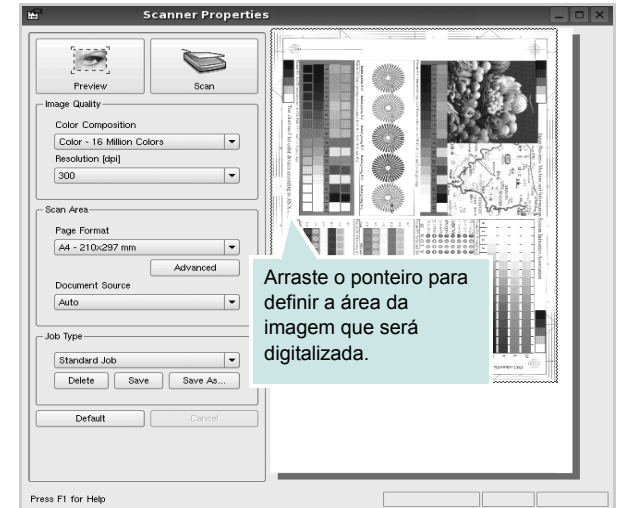 Scanner Properties
Preview
Scan
Image Quality
Color Composition
Color - 16 Million Colors
Resolution [dpi]
300
Scan Area
Page Format
A4 - 210x297 mm
Advanced
Document Source
Auto
Job Type
Standard Job
Delete
Save
Save As...
Default
Cancel
Arraste o ponteiro para
definir a área da
imagem que será
digitalizada.
Press F1 for Help